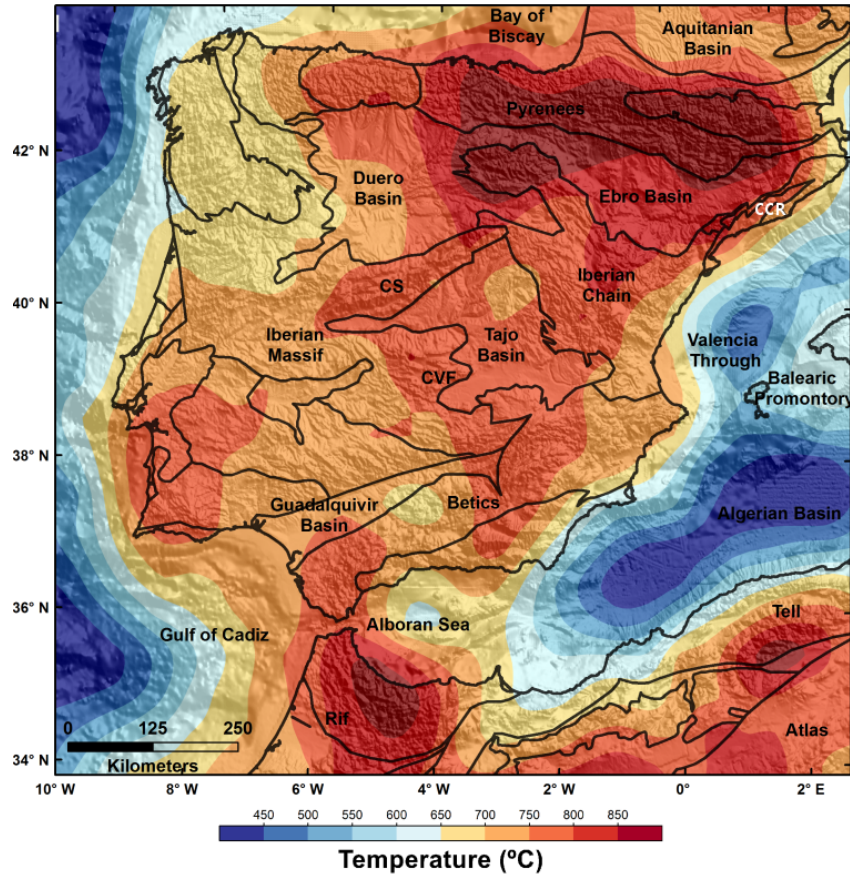 Bay of
Biscay
Aquitanian
Basin
Pyrenees
42° N
Duero
Basin
Ebro Basin
CCR
40° N
CS
Iberian
Chain
Iberian
Massif
Tajo
Basin
Valencia
Through
CVF
Balearic
Promontory
38° N
Guadalquivir
Basin
Betics
Algerian Basin
36° N
Gulf of Cadiz
Alboran Sea
Tell
Rif
Atlas
0 125 250
Kilometers
34° N
10° W 8° W 6° W 4° W 2° W 0° 2° E
450 500 550 600 650 700 750 800 850
Temperature (ºC)